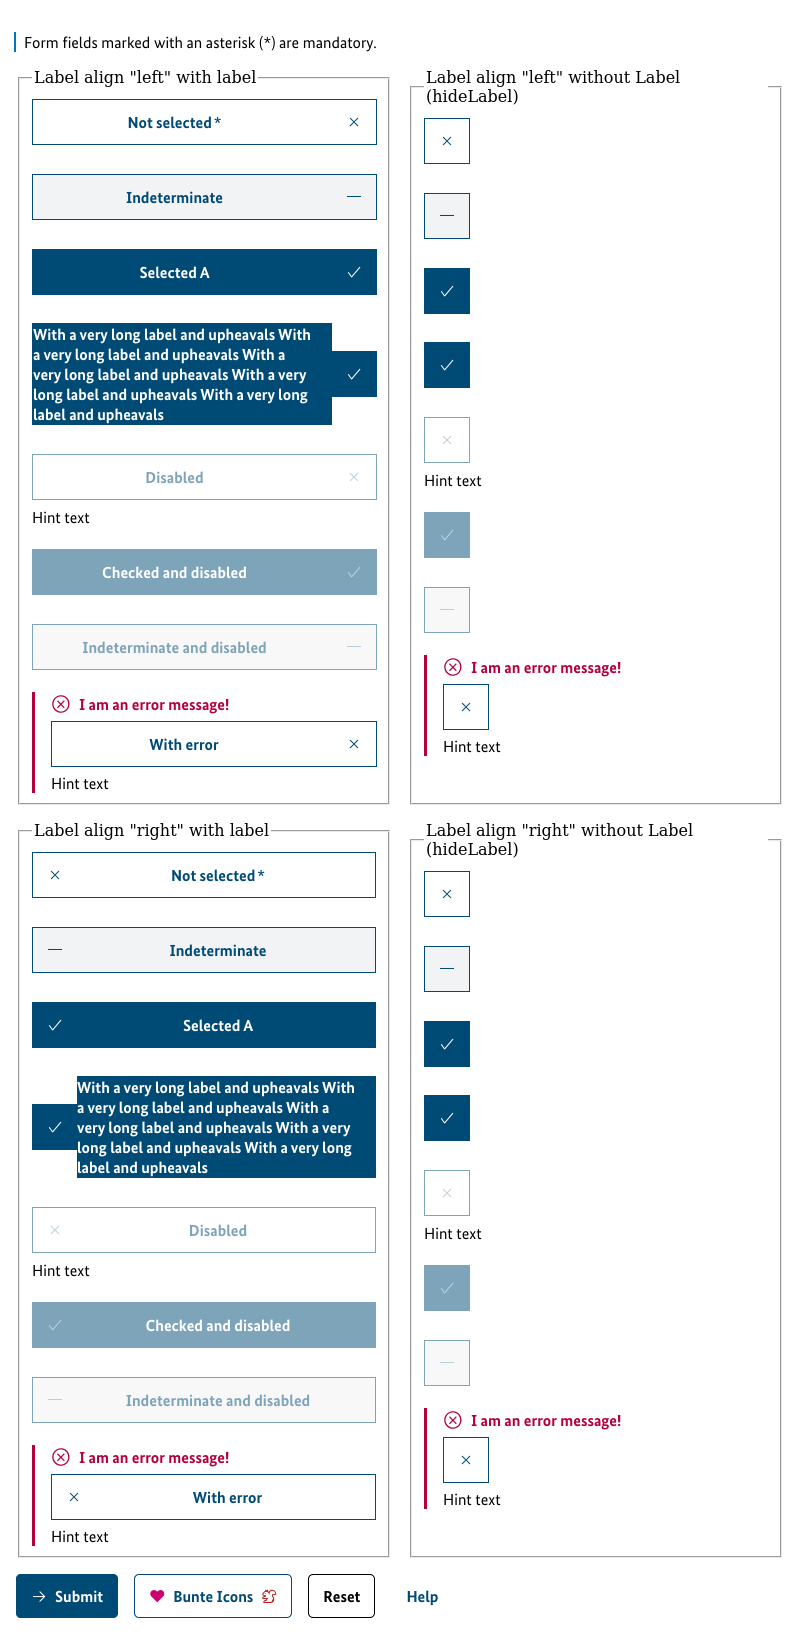 Form fields marked with an asterisk (*) are mandatory.
Label align "left" with label
Not selected *
Indeterminate
Selected A
With a very long label and upheavals With
a very long label and upheavals With a
very long label and upheavals With a very
long label and upheavals With a very long
label and upheavals
Disabled
Hint text
Checked and disabled
Indeterminate and disabled
I am an error message!
With error
Hint text
Label align "left" without Label
(hideLabel)
Hint text
I am an error message!
Hint text
Label align "right" with label
Not selected *
Indeterminate
Selected A
With a very long label and upheavals With
a very long label and upheavals With a
very long label and upheavals With a very
long label and upheavals With a very long
label and upheavals
Disabled
Hint text
Checked and disabled
Indeterminate and disabled
I am an error message!
With error
Hint text
Label align "right" without Label
(hideLabel)
Hint text
I am an error message!
Hint text
Submit
Bunte Icons
Reset
Help